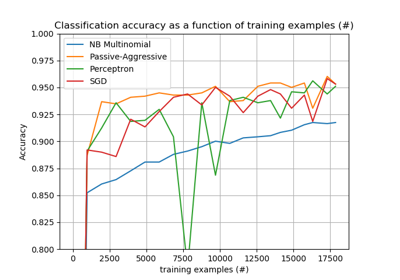 Classification accuracy as a function of training examples (#)
1.000
0.975
0.950
0.925
0.900
0.875
0.850
0.825
0.800
Accuracy
NB Multinomial
Passive-Aggressive
Perceptron
SGD
0 2500 5000 7500 10000 12500 15000 17500
training examples (#)